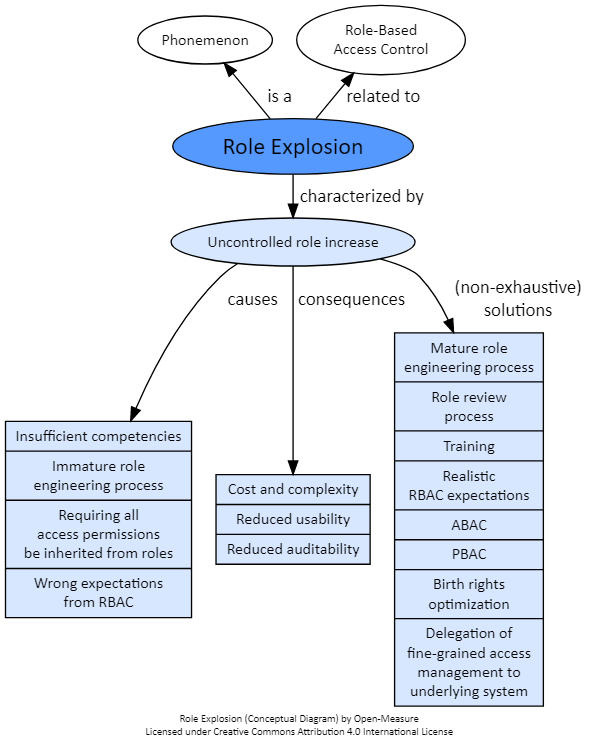 Phonemenon
Role-Based
Access Control
is a
related to
Role Explosion
characterized by
Uncontrolled role increase
causes
consequences
(non-exhaustive)
solutions
Insufficient competencies
Immature role
engineering process
Requiring all
access permissions
be inherited from roles
Wrong expectations
from RBAC
Cost and complexity
Reduced usability
Reduced auditability
Mature role
engineering process
Role review
process
Training
Realistic
RBAC expectations
ABAC
PBAC
Birth rights
optimization
Delegation of
fine-grained access
management to
underlying system
Role Explosion (Conceptual Diagram) by Open-Measure
Licensed under Creative Commons Attribution 4.0 International License